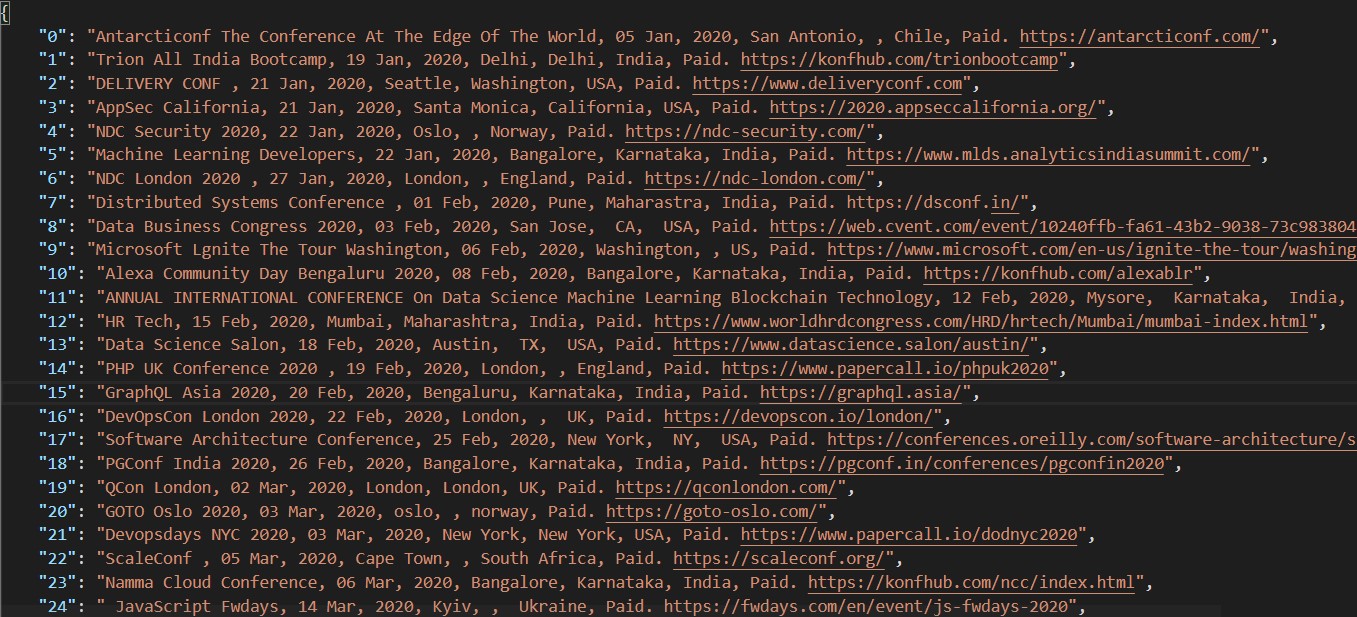 {
"0": "Antarcticonf The Conference At The Edge Of The World, 05 Jan, 2020, San Antonio, , Chile, Paid. https://antarcticonf.com/",
"1": "Trion All India Bootcamp, 19 Jan, 2020, Delhi, Delhi, India, Paid. https://konfhub.com/trionbootcamp",
"2": "DELIVERY CONF , 21 Jan, 2020, Seattle, Washington, USA, Paid. https://www.deliveryconf.com",
"3": "AppSec California, 21 Jan, 2020, Santa Monica, California, USA, Paid. https://2020.appseccalifornia.org/",
"4": "NDC Security 2020, 22 Jan, 2020, Oslo, , Norway, Paid. https://ndc-security.com/",
"5": "Machine Learning Developers, 22 Jan, 2020, Bangalore, Karnataka, India, Paid. https://www.mlds.analyticsindiasummit.com/",
"6": "NDC London 2020 , 27 Jan, 2020, London, , England, Paid. https://ndc-london.com/",
"7": "Distributed Systems Conference , 01 Feb, 2020, Pune, Maharastra, India, Paid. https://dsconf.in/",
"8": "Data Business Congress 2020, 03 Feb, 2020, San Jose,  CA,  USA, Paid. https://web.cvent.com/event/10240ffb-fa61-43b2-9038-73c983804
"9": "Microsoft Lgnite The Tour Washington, 06 Feb, 2020, Washington, , US, Paid. https://www.microsoft.com/en-us/ignite-the-tour/washing
"10": "Alexa Community Day Bengaluru 2020, 08 Feb, 2020, Bangalore, Karnataka, India, Paid. https://konfhub.com/alexablr",
"11": "ANNUAL INTERNATIONAL CONFERENCE On Data Science Machine Learning Blockchain Technology, 12 Feb, 2020, Mysore,  Karnataka,  India,
"12": "HR Tech, 15 Feb, 2020, Mumbai, Maharashtra, India, Paid. https://www.worldhrdcongress.com/HRD/hrtech/Mumbai/mumbai-index.html",
"13": "Data Science Salon, 18 Feb, 2020, Austin,  TX,  USA, Paid. https://www.datascience.salon/austin/",
"14": "PHP UK Conference 2020 , 19 Feb, 2020, London, , England, Paid. https://www.papercall.io/phpuk2020",
"15": "GraphQL Asia 2020, 20 Feb, 2020, Bengaluru, Karnataka, India, Paid. https://graphql.asia/",
"16": "DevOpsCon London 2020, 22 Feb, 2020, London, ,  UK, Paid. https://devopscon.io/london/",
"17": "Software Architecture Conference, 25 Feb, 2020, New York,  NY,  USA, Paid. https://conferences.oreilly.com/software-architecture/s
"18": "PGConf India 2020, 26 Feb, 2020, Bangalore, Karnataka, India, Paid. https://pgconf.in/conferences/pgconfin2020",
"19": "QCon London, 02 Mar, 2020, London, London, UK, Paid. https://qconlondon.com/",
"20": "GOTO Oslo 2020, 03 Mar, 2020, oslo, , norway, Paid. https://goto-oslo.com/",
"21": "Devopsdays NYC 2020, 03 Mar, 2020, New York, New York, USA, Paid. https://www.papercall.io/dodnyc2020",
"22": "ScaleConf , 05 Mar, 2020, Cape Town, , South Africa, Paid. https://scaleconf.org/",
"23": "Namma Cloud Conference, 06 Mar, 2020, Bangalore, Karnataka, India, Paid. https://konfhub.com/ncc/index.html",
"24": " JavaScript Fwdays, 14 Mar, 2020, Kyiv, ,  Ukraine, Paid. https://fwdays.com/en/event/js-fwdays-2020",